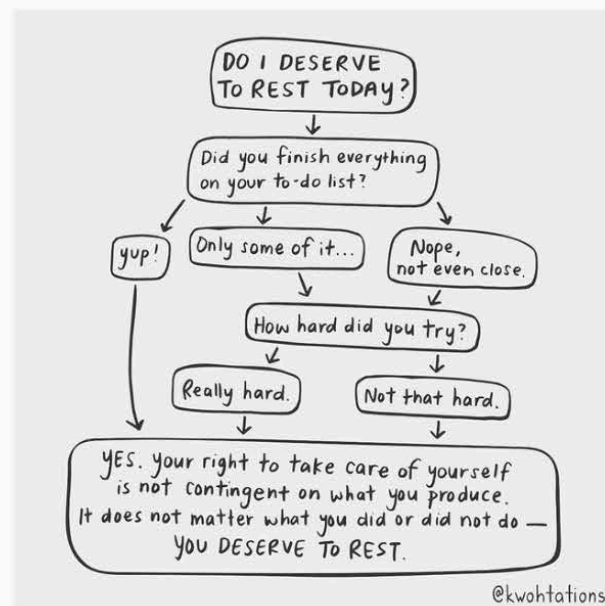 DO I DESERVE
TO REST TODAY?
Did you finish everything
on your to-do list?
yup!
Only some of it...
Nope,
not even close.
How hard did you try?
Really hard.
Not that hard.
YES. your right to take care of yourself
is not contingent on what you produce.
It does not matter what you did or did not do —
YOU DESERVE TO REST.
@kwohtations